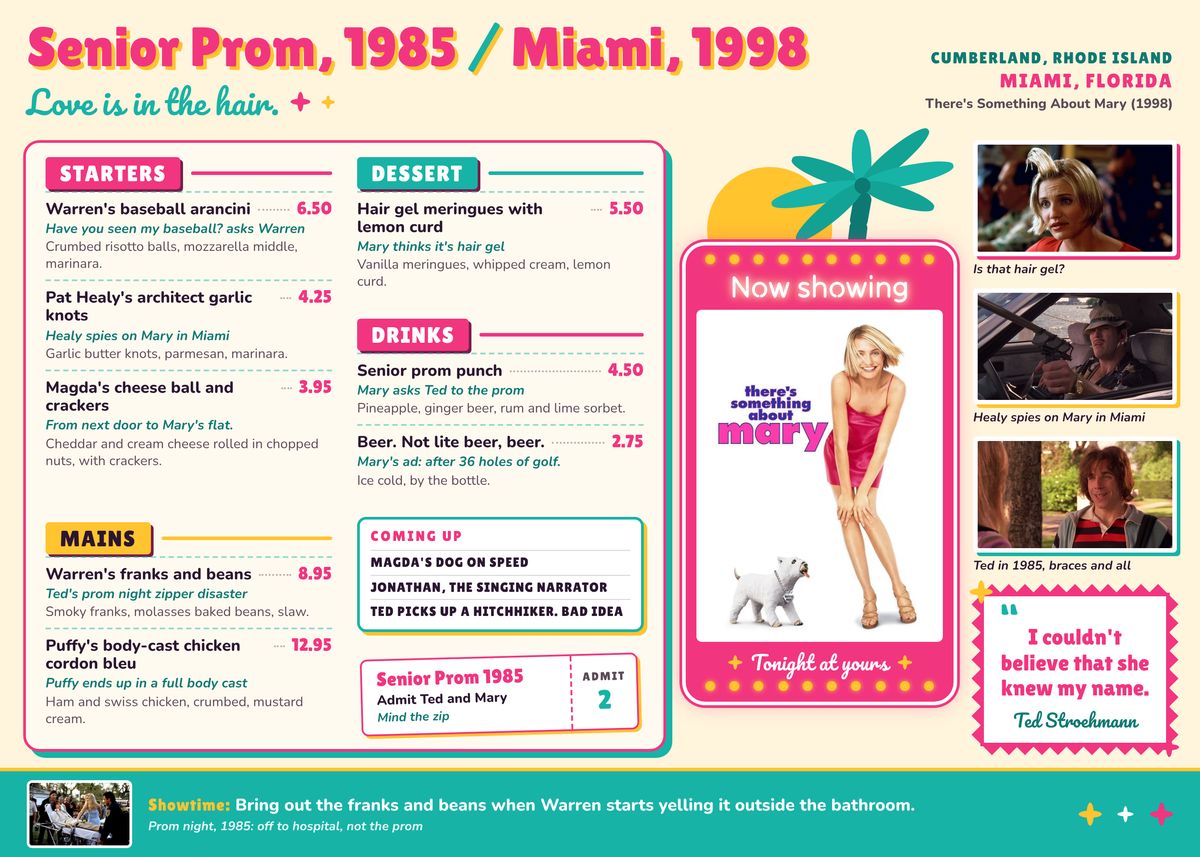 Senior Prom, 1985 / Miami, 1998
Love is in the hair.
CUMBERLAND, RHODE ISLAND
MIAMI, FLORIDA
There's Something About Mary (1998)
STARTERS
Warren's baseball arancini 6.50
Have you seen my baseball? asks Warren
Crumbed risotto balls, mozzarella middle,
marinara.
Pat Healy's architect garlic 4.25
knots
Healy spies on Mary in Miami
Garlic butter knots, parmesan, marinara.
Magda's cheese ball and 3.95
crackers
From next door to Mary's flat.
Cheddar and cream cheese rolled in chopped
nuts, with crackers.
MAINS
Warren's franks and beans 8.95
Ted's prom night zipper disaster
Smoky franks, molasses baked beans, slaw.
Puffy's body-cast chicken 12.95
cordon bleu
Puffy ends up in a full body cast
Ham and swiss chicken, crumbed, mustard
cream.
DESSERT
Hair gel meringues with 5.50
lemon curd
Mary thinks it's hair gel
Vanilla meringues, whipped cream, lemon
curd.
DRINKS
Senior prom punch 4.50
Mary asks Ted to the prom
Pineapple, ginger beer, rum and lime sorbet.
Beer. Not lite beer, beer. 2.75
Mary's ad: after 36 holes of golf.
Ice cold, by the bottle.
COMING UP
MAGDA'S DOG ON SPEED
JONATHAN, THE SINGING NARRATOR
TED PICKS UP A HITCHHIKER. BAD IDEA
Senior Prom 1985
Admit Ted and Mary
Mind the zip
ADMIT
2
Now showing
there's
something
about
mary
Tonight at yours
Is that hair gel?
Healy spies on Mary in Miami
Ted in 1985, braces and all
"
I couldn't
believe that she
knew my name.
Ted Stroehmann
Showtime: Bring out the franks and beans when Warren starts yelling it outside the bathroom.
Prom night, 1985: off to hospital, not the prom